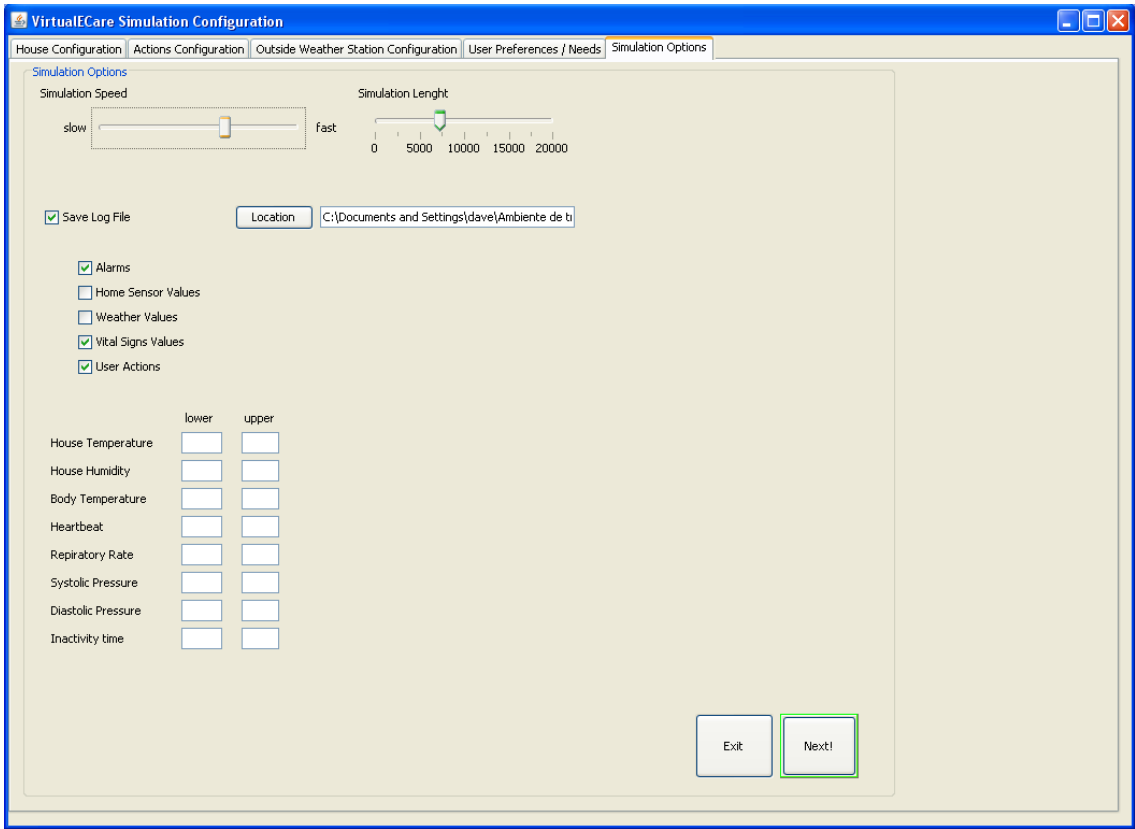 VirtualECare Simulation Configuration
House Configuration Actions Configuration Outside Weather Station Configuration User Preferences / Needs Simulation Options
Simulation Options
Simulation Speed Simulation Lenght
slow fast
0 5000 10000 15000 20000
Save Log File Location C:\Documents and Settings\dave\Ambiente de
Alarms
Home Sensor Values
Weather Values
Vital Signs Values
User Actions
lower upper
House Temperature
House Humidity
Body Temperature
Heartbeat
Repiratory Rate
Systolic Pressure
Diastolic Pressure
Inactivity time
Exit Next!